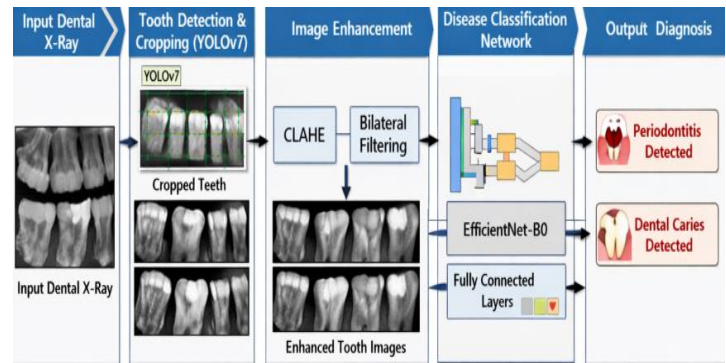 Input Dental
X-Ray
Tooth Detection &
Cropping (YOLOv7)
Image Enhancement
Disease Classification
Network
Output Diagnosis
YOLOv7
Cropped Teeth
Input Dental X-Ray
CLAHE
Bilateral
Filtering
Enhanced Tooth Images
EfficientNet-B0
Fully Connected
Layers
Periodontitis
Detected
Dental Caries
Detected